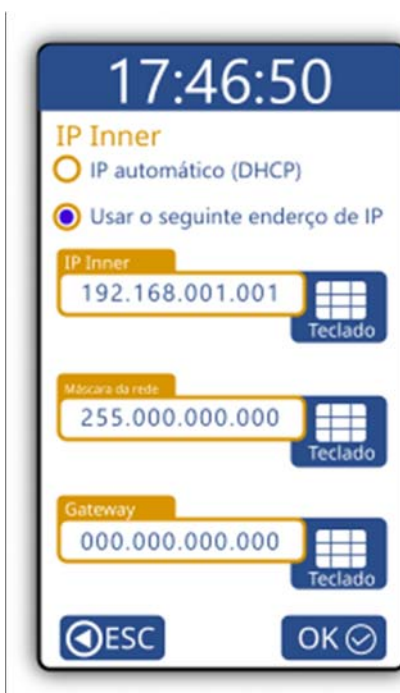 17:46:50
IP Inner
IP automático (DHCP)
Usar o seguinte enderço de IP
IP Inner
192.168.001.001
Teclado
Máscara da rede
255.000.000.000
Teclado
Gateway
000.000.000.000
Teclado
ESC
OK